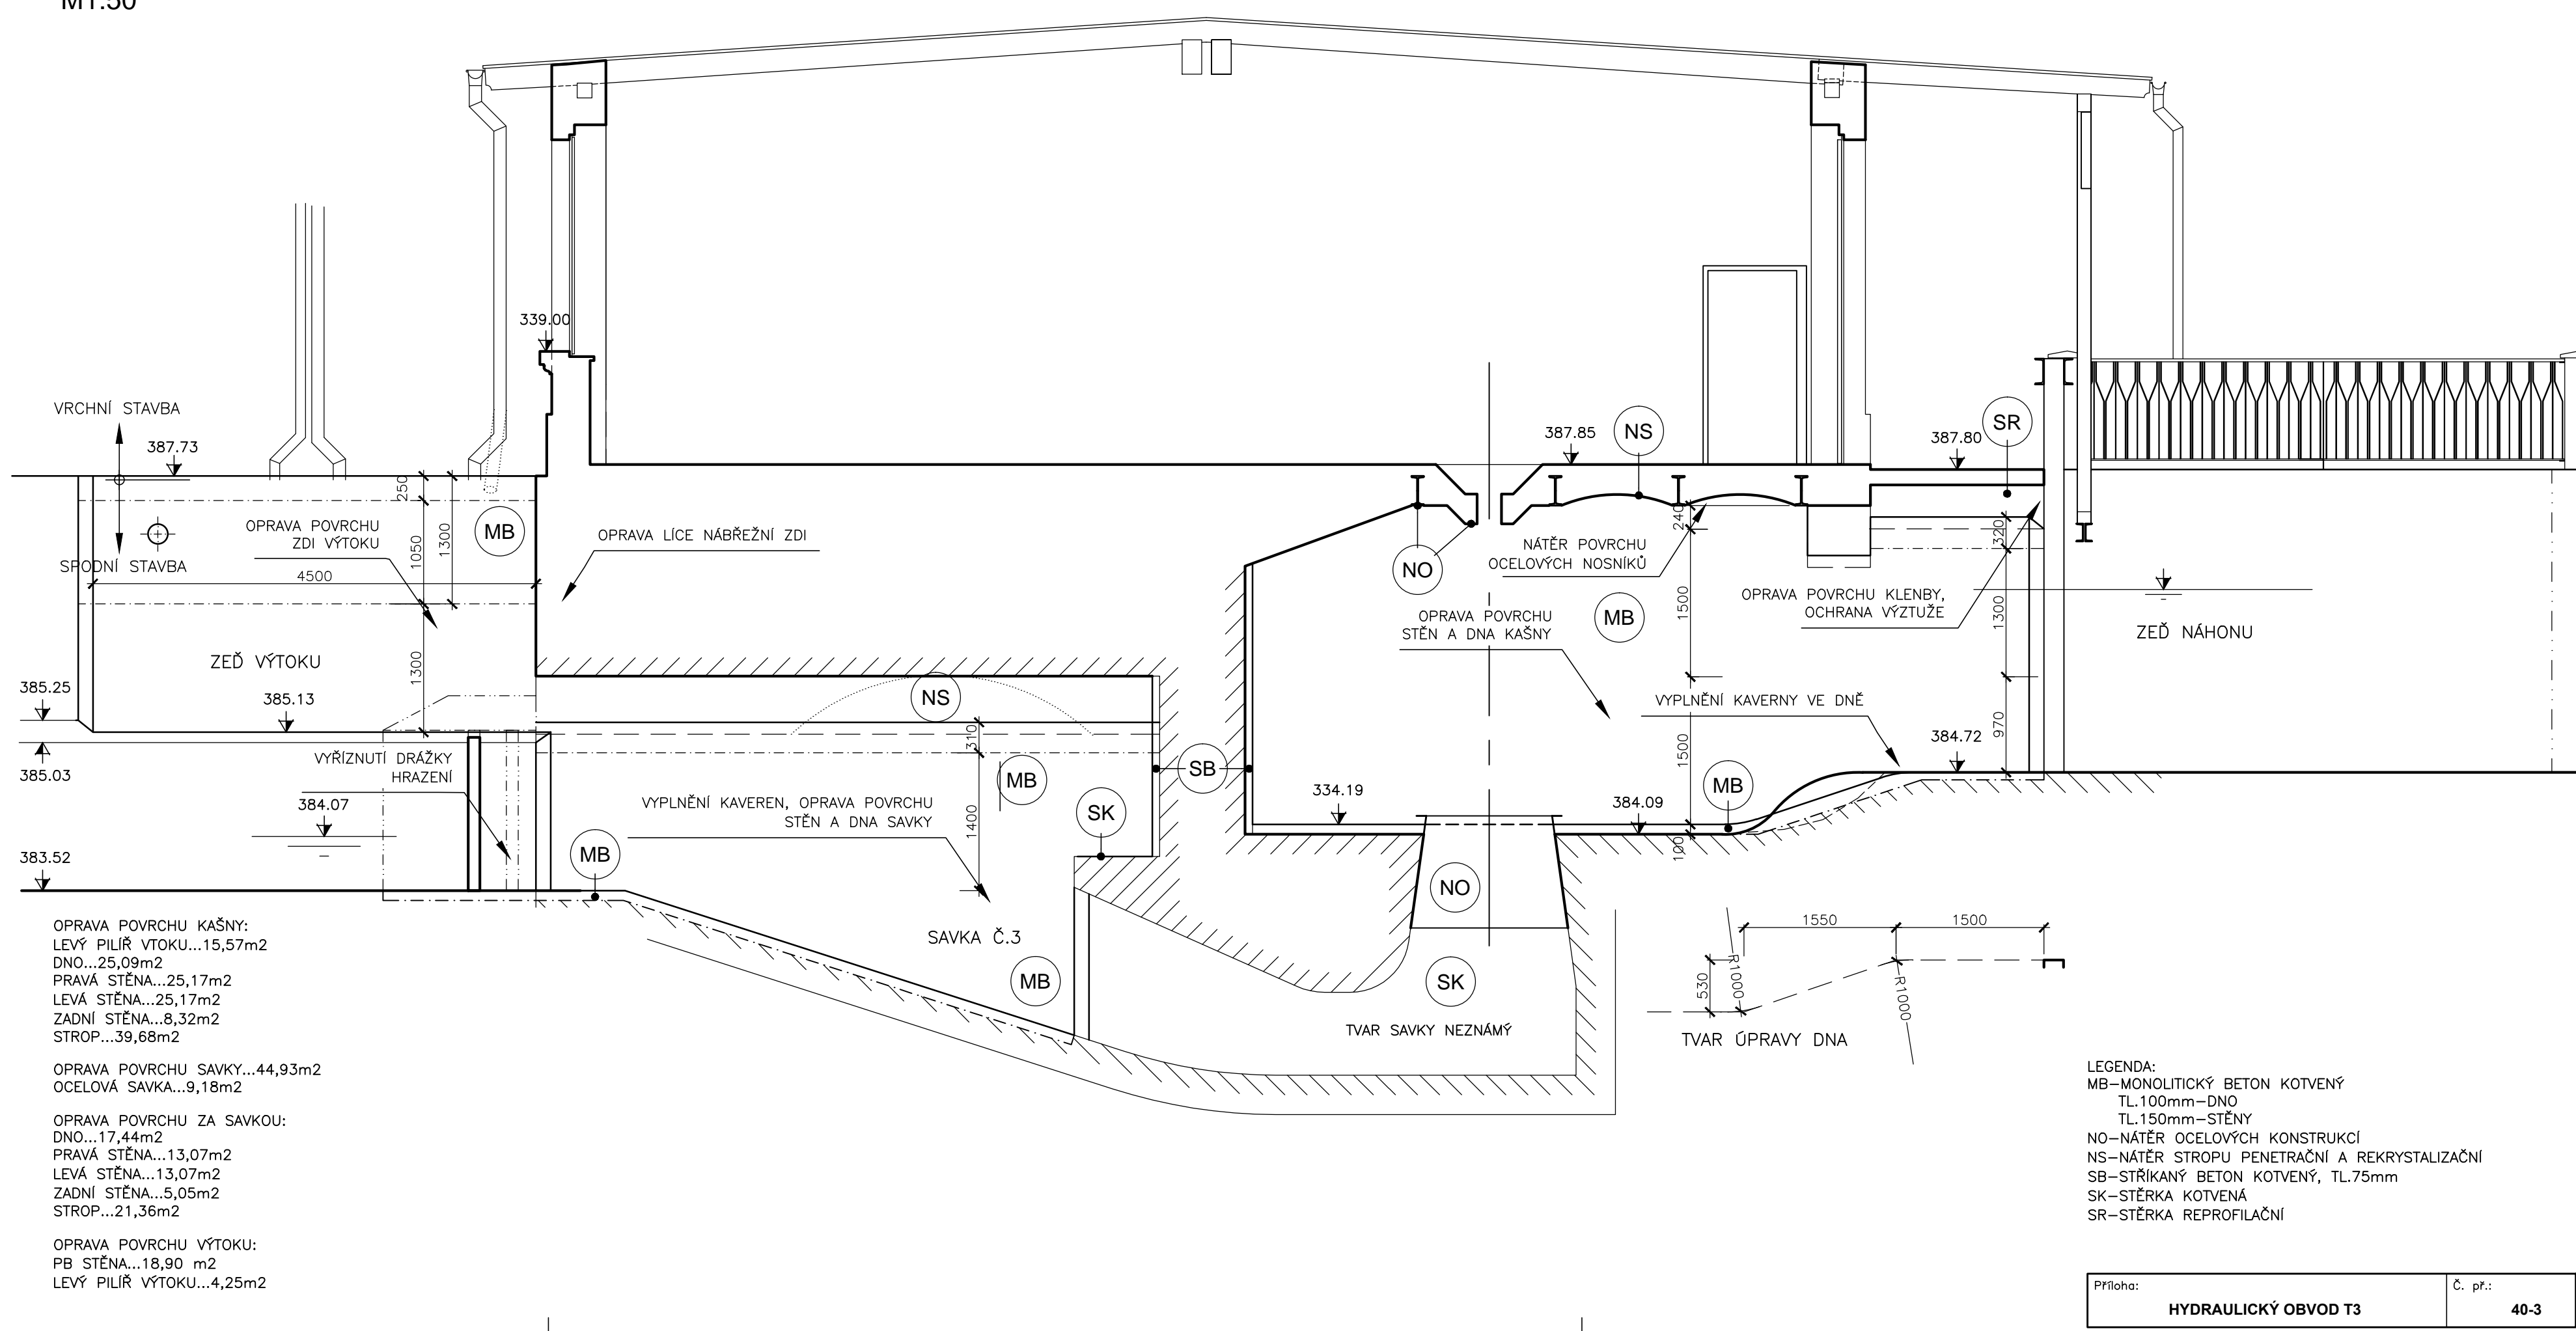 M1:50
339.00
VRCHNÍ STAVBA
387.73
SPODNÍ STAVBA
250
1050
1300
1300
4500
OPRAVA POVRCHU
ZDI VÝTOKU
MB
OPRAVA LÍCE NÁBŘEŽNÍ ZDI
ZEĎ VÝTOKU
385.25
385.13
385.03
VYŘÍZNUTÍ DRÁŽKY
HRAZENÍ
384.07
383.52
MB
NS
310
1400
MB
VYPLNĚNÍ KAVEREN, OPRAVA POVRCHU
STĚN A DNA SAVKY
SK
SB
SAVKA Č.3
MB
387.85
NS
387.80
SR
NO
240
NÁTĚR POVRCHU
OCELOVÝCH NOSNÍKŮ
1500
MB
OPRAVA POVRCHU
STĚN A DNA KAŠNY
OPRAVA POVRCHU KLENBY,
OCHRANA VÝZTUŽE
320
1300
970
ZEĎ NÁHONU
VYPLNĚNÍ KAVERNY VE DNĚ
1500
384.72
334.19
384.09
MB
100
NO
SK
TVAR SAVKY NEZNÁMÝ
1550
1500
530
R1000
R1000
TVAR ÚPRAVY DNA
OPRAVA POVRCHU KAŠNY:
LEVÝ PILÍŘ VTOKU...15,57m2
DNO...25,09m2
PRAVÁ STĚNA...25,17m2
LEVÁ STĚNA...25,17m2
ZADNÍ STĚNA...8,32m2
STROP...39,68m2
OPRAVA POVRCHU SAVKY...44,93m2
OCELOVÁ SAVKA...9,18m2
OPRAVA POVRCHU ZA SAVKOU:
DNO...17,44m2
PRAVÁ STĚNA...13,07m2
LEVÁ STĚNA...13,07m2
ZADNÍ STĚNA...5,05m2
STROP...21,36m2
OPRAVA POVRCHU VÝTOKU:
PB STĚNA...18,90 m2
LEVÝ PILÍŘ VÝTOKU...4,25m2
LEGENDA:
MB-MONOLITICKÝ BETON KOTVENÝ
TL.100mm-DNO
TL.150mm-STĚNY
NO-NÁTĚR OCELOVÝCH KONSTRUKCÍ
NS-NÁTĚR STROPU PENETRAČNÍ A REKRYSTALIZAČNÍ
SB-STŘÍKANÝ BETON KOTVENÝ, TL.75mm
SK-STĚRKA KOTVENÁ
SR-STĚRKA REPROFILAČNÍ
Příloha:
HYDRAULICKÝ OBVOD T3
Č. př.:
40-3